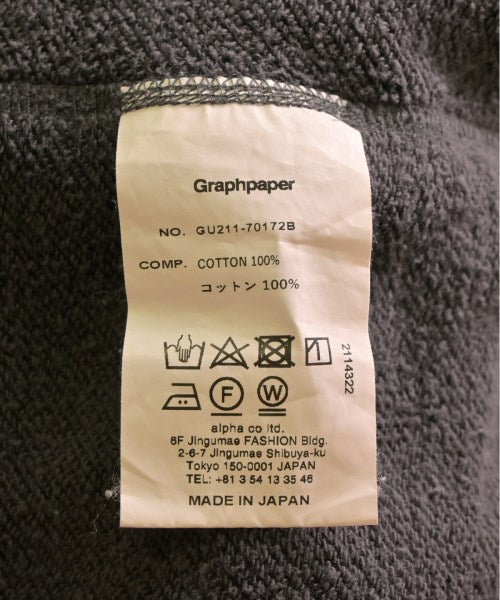 Graphpaper
NO. GU211-70172B
COMP. COTTON 100%
コットン 100%
2114322
F W
alpha co ltd.
6F Jingumae FASHION Bldg.
2-6-7 Jingumae Shibuya-ku
Tokyo 150-0001 JAPAN
TEL: +81 3 54 13 35 46
MADE IN JAPAN